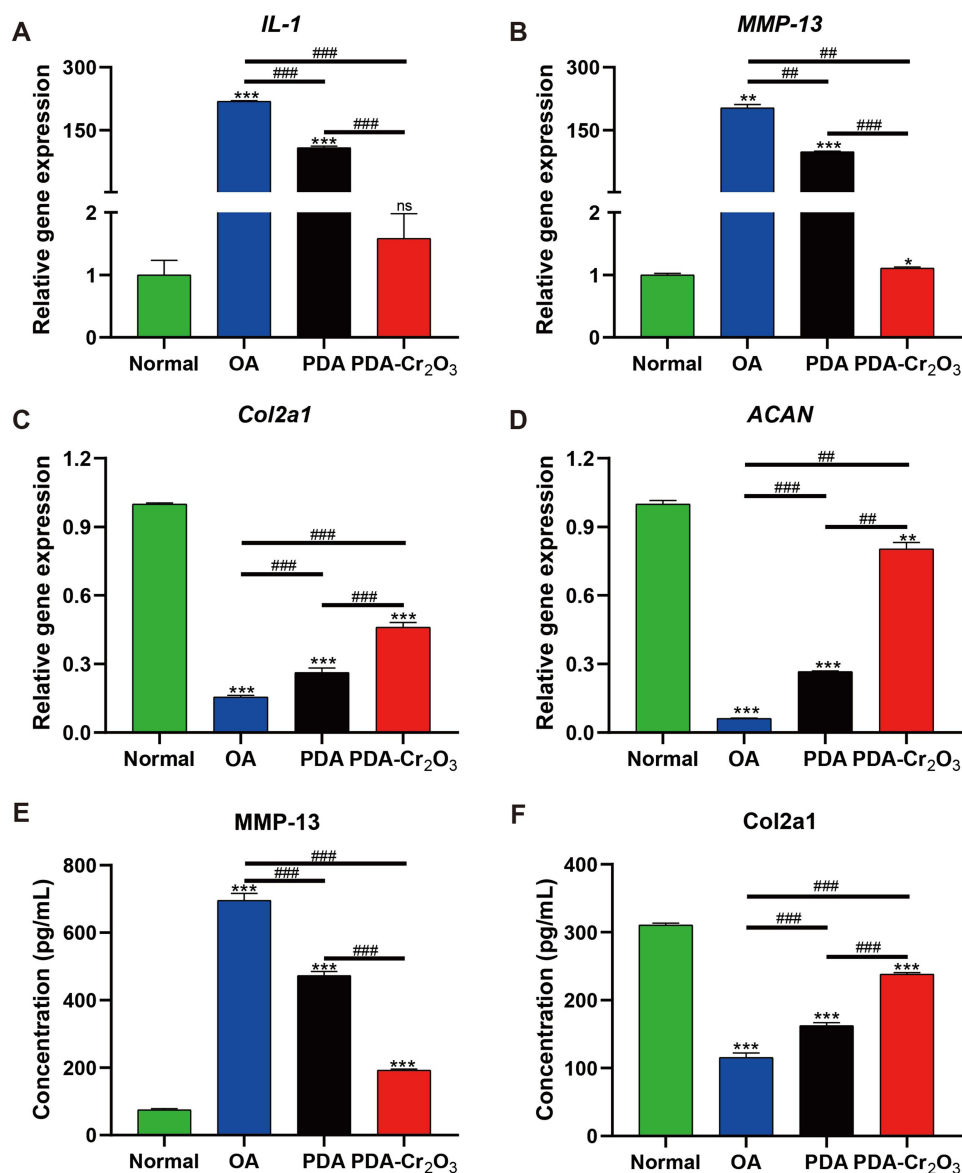 A
IL-1
Relative gene expression
300
150
2
1
0
###
###
###
***
***
ns
Normal OA PDA PDA-Cr₂O₃
B
MMP-13
Relative gene expression
300
150
2
1
0
##
##
###
**
***
*
Normal OA PDA PDA-Cr₂O₃
C
Col2a1
Relative gene expression
1.2
0.9
0.6
0.3
0.0
###
###
###
***
***
***
Normal OA PDA PDA-Cr₂O₃
D
ACAN
Relative gene expression
1.2
0.9
0.6
0.3
0.0
##
###
##
**
***
***
Normal OA PDA PDA-Cr₂O₃
E
MMP-13
Concentration (pg/mL)
800
600
400
200
0
###
###
***
###
***
***
Normal OA PDA PDA-Cr₂O₃
F
Col2a1
Concentration (pg/mL)
400
300
200
100
0
###
###
###
***
***
***
Normal OA PDA PDA-Cr₂O₃